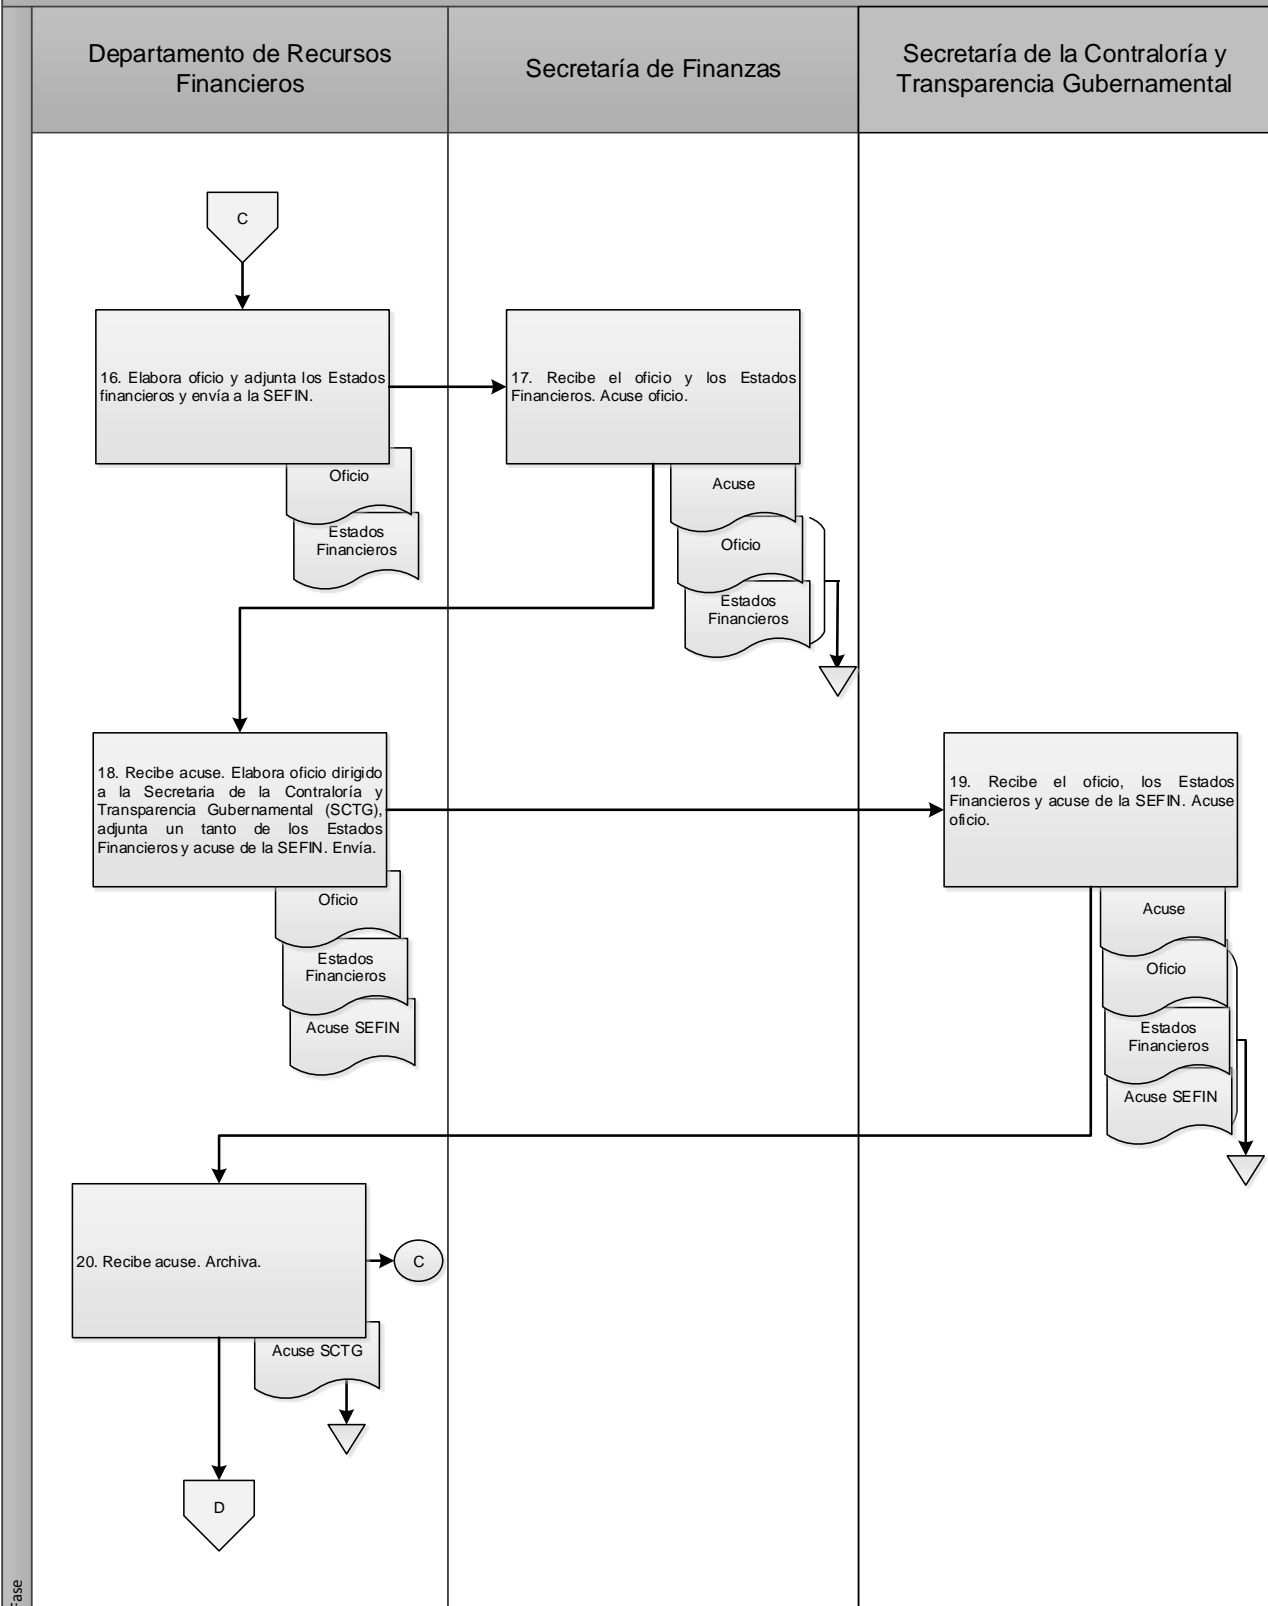 Departamento de Recursos
Financieros
Secretaría de Finanzas
Secretaría de la Contraloría y
Transparencia Gubernamental
C
16. Elabora oficio y adjunta los Estados
financieros y envía a la SEFIN.
Oficio
Estados
Financieros
17. Recibe el oficio y los Estados
Financieros. Acuse oficio.
Acuse
Oficio
Estados
Financieros
18. Recibe acuse. Elabora oficio dirigido
a la Secretaria de la Contraloría y
Transparencia Gubernamental (SCTG),
adjunta un tanto de los Estados
Financieros y acuse de la SEFIN. Envía.
Oficio
Estados
Financieros
Acuse SEFIN
19. Recibe el oficio, los Estados
Financieros y acuse de la SEFIN. Acuse
oficio.
Acuse
Oficio
Estados
Financieros
Acuse SEFIN
20. Recibe acuse. Archiva.
C
Acuse SCTG
D
Fase